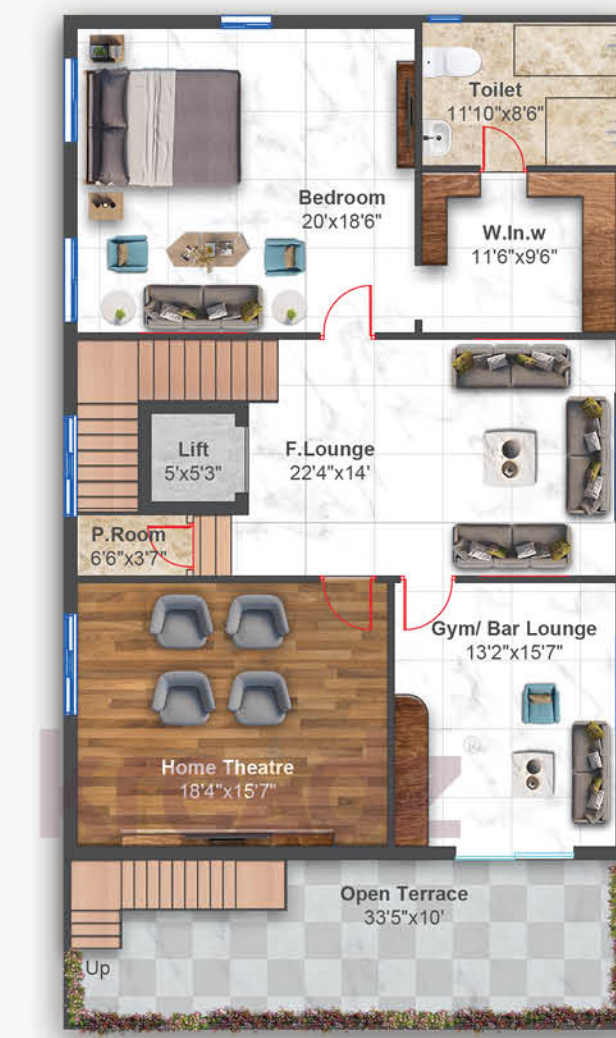 Toilet
11'10"x8'6"
Bedroom
20'x18'6"
W.In.w
11'6"x9'6"
Lift
5'x5'3"
F.Lounge
22'4"x14'
P.Room
6'6"x3'7"
Gym/ Bar Lounge
13'2"x15'7"
Home Theatre
18'4"x15'7"
Open Terrace
33'5"x10'
Up